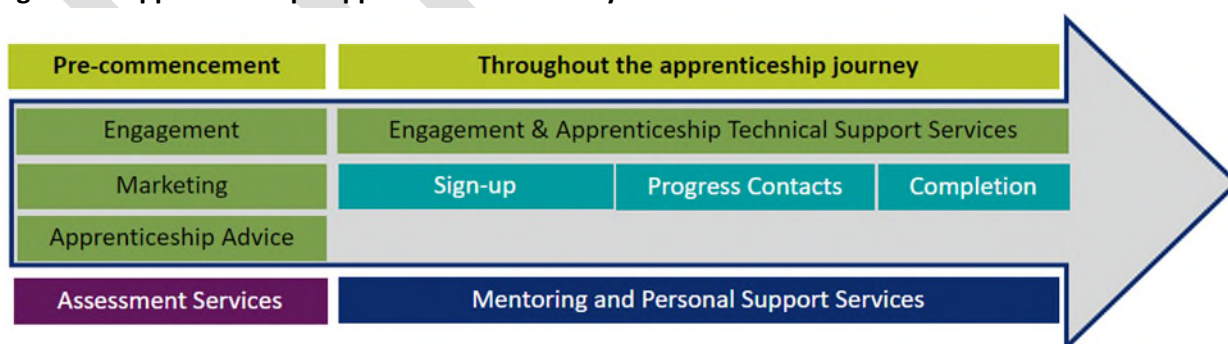 Pre-commencement
Throughout the apprenticeship journey
Engagement
Engagement & Apprenticeship Technical Support Services
Marketing
Sign-up
Progress Contacts
Completion
Apprenticeship Advice
Assessment Services
Mentoring and Personal Support Services